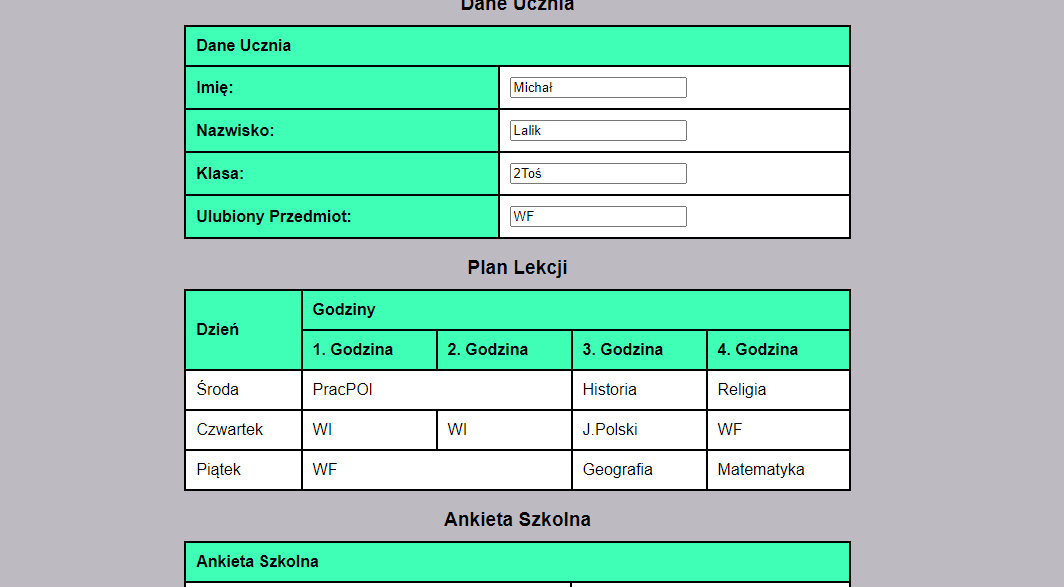 Dane Ucznia
Dane Ucznia
Imię: Michał
Nazwisko: Lalik
Klasa: 2Toś
Ulubiony Przedmiot: WF
Plan Lekcji
Dzień Godziny
1. Godzina 2. Godzina 3. Godzina 4. Godzina
Środa PracPOI Historia Religia
Czwartek WI WI J.Polski WF
Piątek WF Geografia Matematyka
Ankieta Szkolna
Ankieta Szkolna